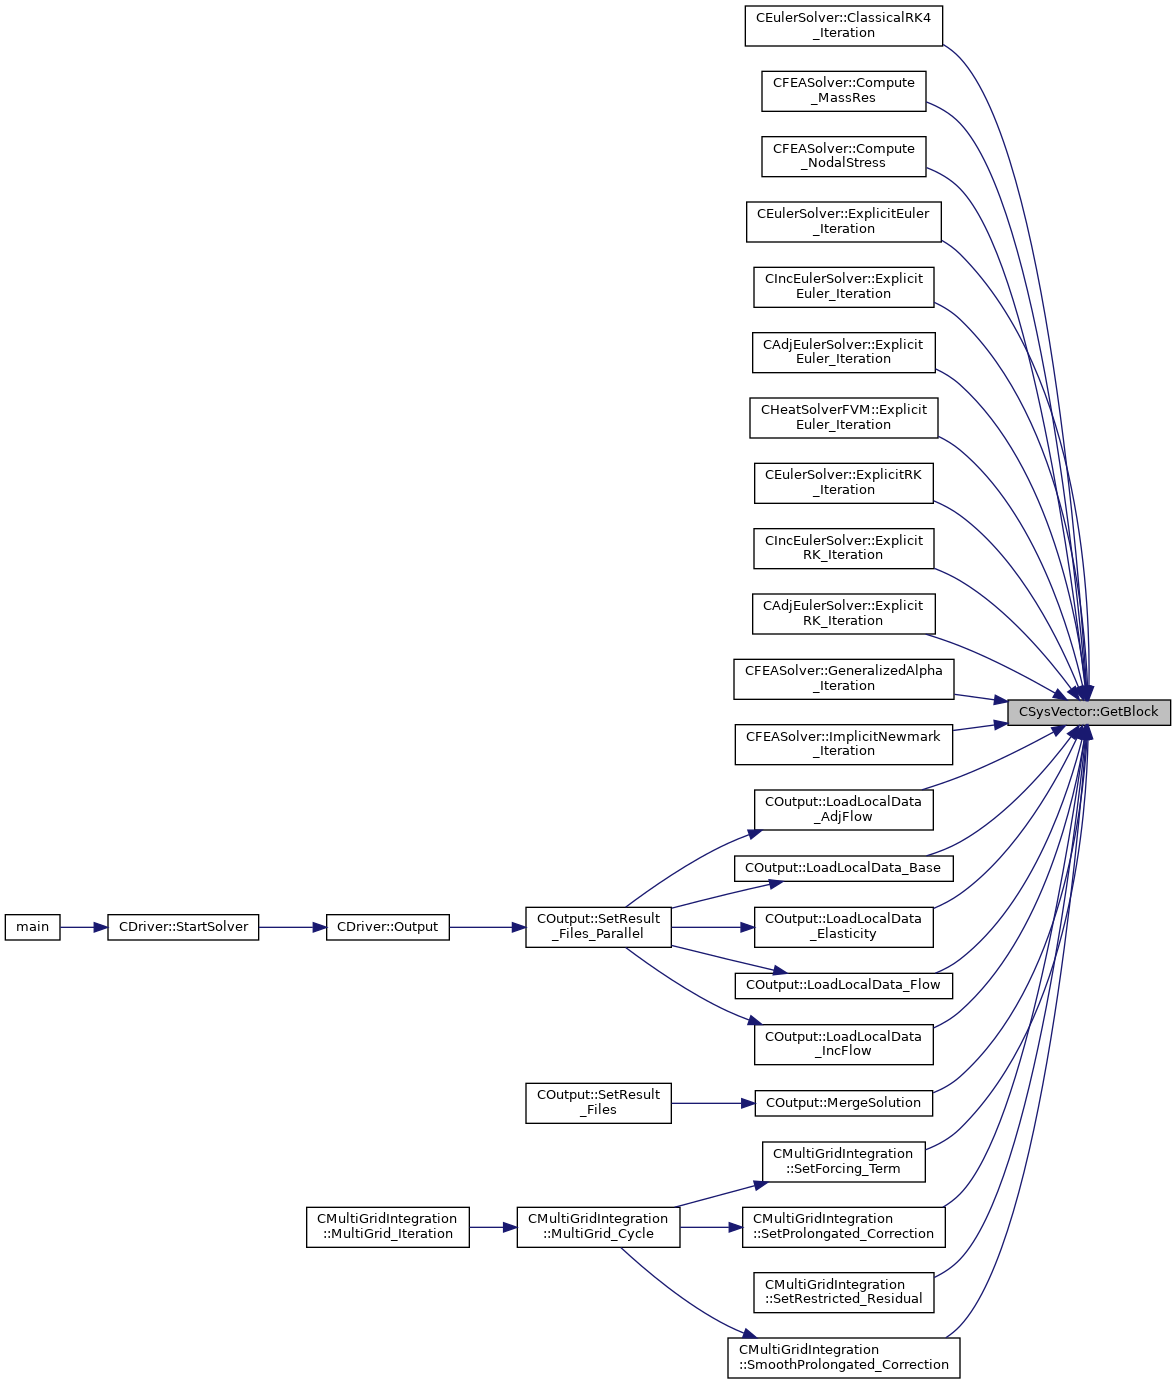 CEulerSolver::ClassicalRK4
_Iteration
CFEASolver::Compute
_MassRes
CFEASolver::Compute
_NodalStress
CEulerSolver::ExplicitEuler
_Iteration
CIncEulerSolver::Explicit
Euler_Iteration
CAdjEulerSolver::Explicit
Euler_Iteration
CHeatSolverFVM::Explicit
Euler_Iteration
CEulerSolver::ExplicitRK
_Iteration
CIncEulerSolver::Explicit
RK_Iteration
CAdjEulerSolver::Explicit
RK_Iteration
CFEASolver::GeneralizedAlpha
_Iteration
CSysVector::GetBlock
CFEASolver::ImplicitNewmark
_Iteration
COutput::LoadLocalData
_AdjFlow
COutput::LoadLocalData_Base
main
CDriver::StartSolver
CDriver::Output
COutput::SetResult
_Files_Parallel
COutput::LoadLocalData
_Elasticity
COutput::LoadLocalData_Flow
COutput::LoadLocalData
_IncFlow
COutput::SetResult
_Files
COutput::MergeSolution
CMultiGridIntegration
::SetForcing_Term
CMultiGridIntegration
::MultiGrid_Iteration
CMultiGridIntegration
::MultiGrid_Cycle
CMultiGridIntegration
::SetProlongated_Correction
CMultiGridIntegration
::SetRestricted_Residual
CMultiGridIntegration
::SmoothProlongated_Correction